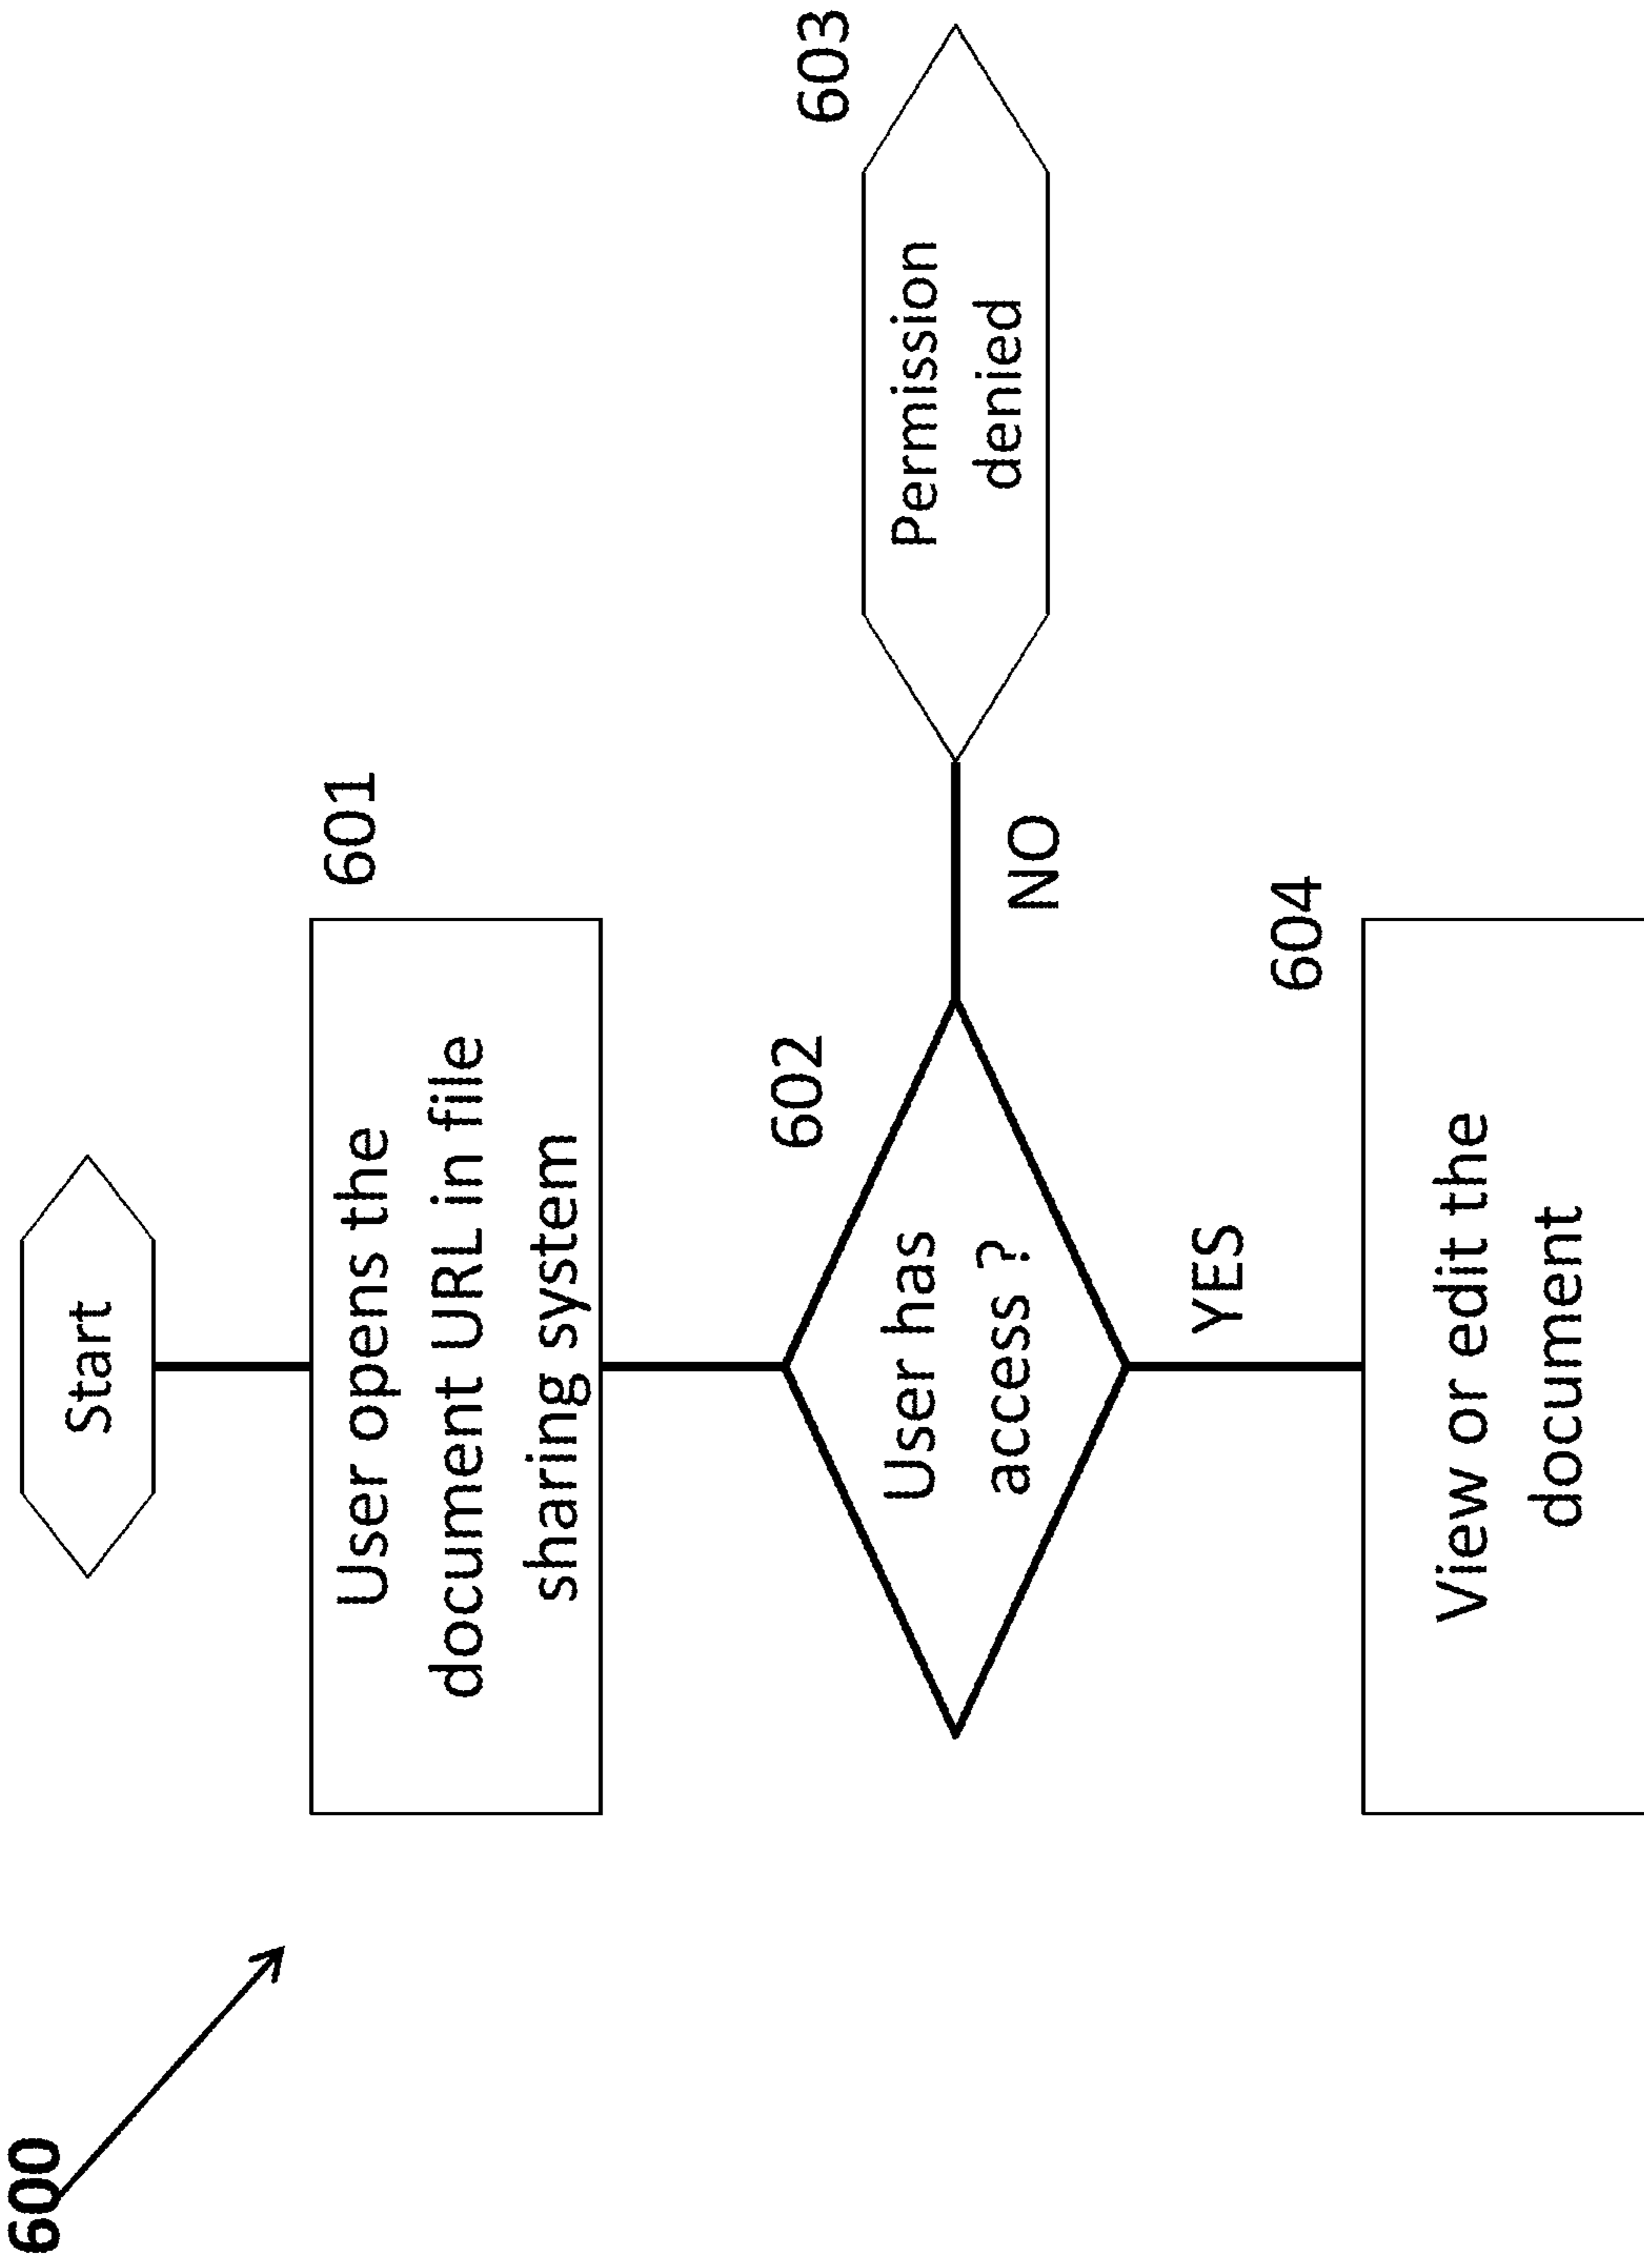 600
Start
User opens the
document URL in file
sharing system
601
602
User has
access ?
603
Permission
denied
NO
YES
604
View or edit the
document